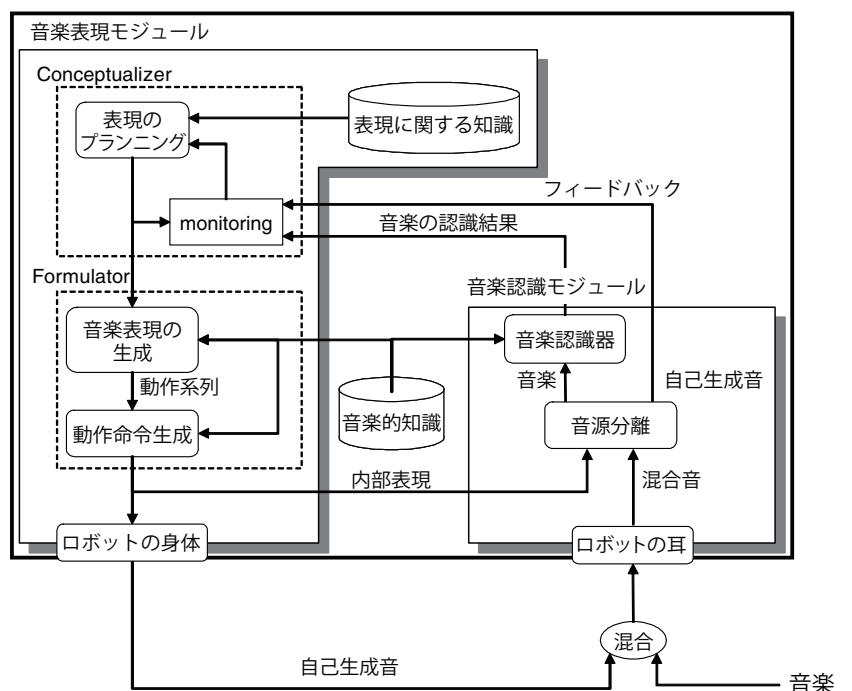 音楽表現モジュール
Conceptualizer
表現の
プランニング
表現に関する知識
フィードバック
monitoring
音楽の認識結果
Formulator
音楽認識モジュール
音楽表現の
生成
音楽認識器
動作系列
音楽
自己生成音
音楽的知識
動作命令生成
音源分離
内部表現
混合音
ロボットの身体
ロボットの耳
混合
自己生成音
音楽